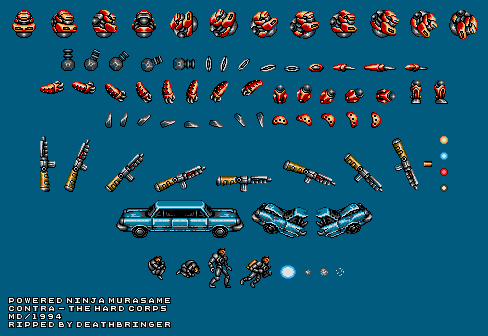 POWERED NINJA MURASAME
CONTRA - THE HARD CORPS
MD/1994
RIPPED BY DEATHBRINGER